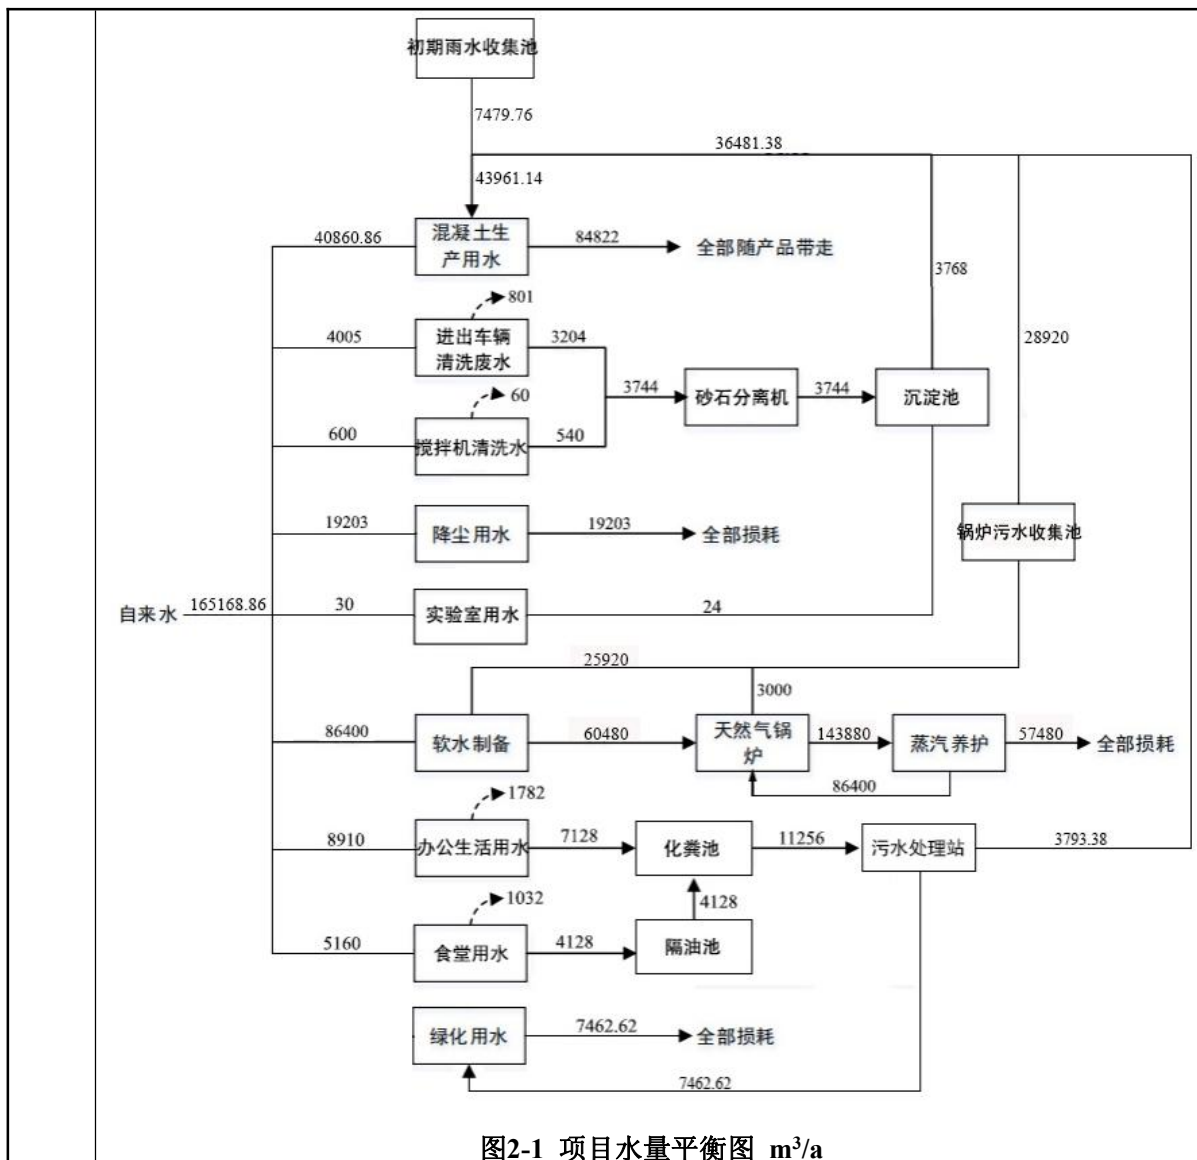 初期雨水收集池
7479.76
36481.38
43961.14
40860.86
混凝土生
产用水
84822
全部随产品带走
3768
801
4005
进出车辆
清洗废水
3204
28920
3744
砂石分离机
3744
沉淀池
60
600
搅拌机清洗水
540
19203
降尘用水
19203
全部损耗
锅炉污水收集池
自来水
165168.86
30
实验室用水
24
25920
3000
86400
软水制备
60480
天然气锅
炉
143880
蒸汽养护
57480
全部损耗
86400
1782
8910
办公生活用水
7128
化粪池
11256
污水处理站
3793.38
1032
4128
5160
食堂用水
4128
隔油池
绿化用水
7462.62
全部损耗
7462.62
图2-1 项目水量平衡图 m³/a